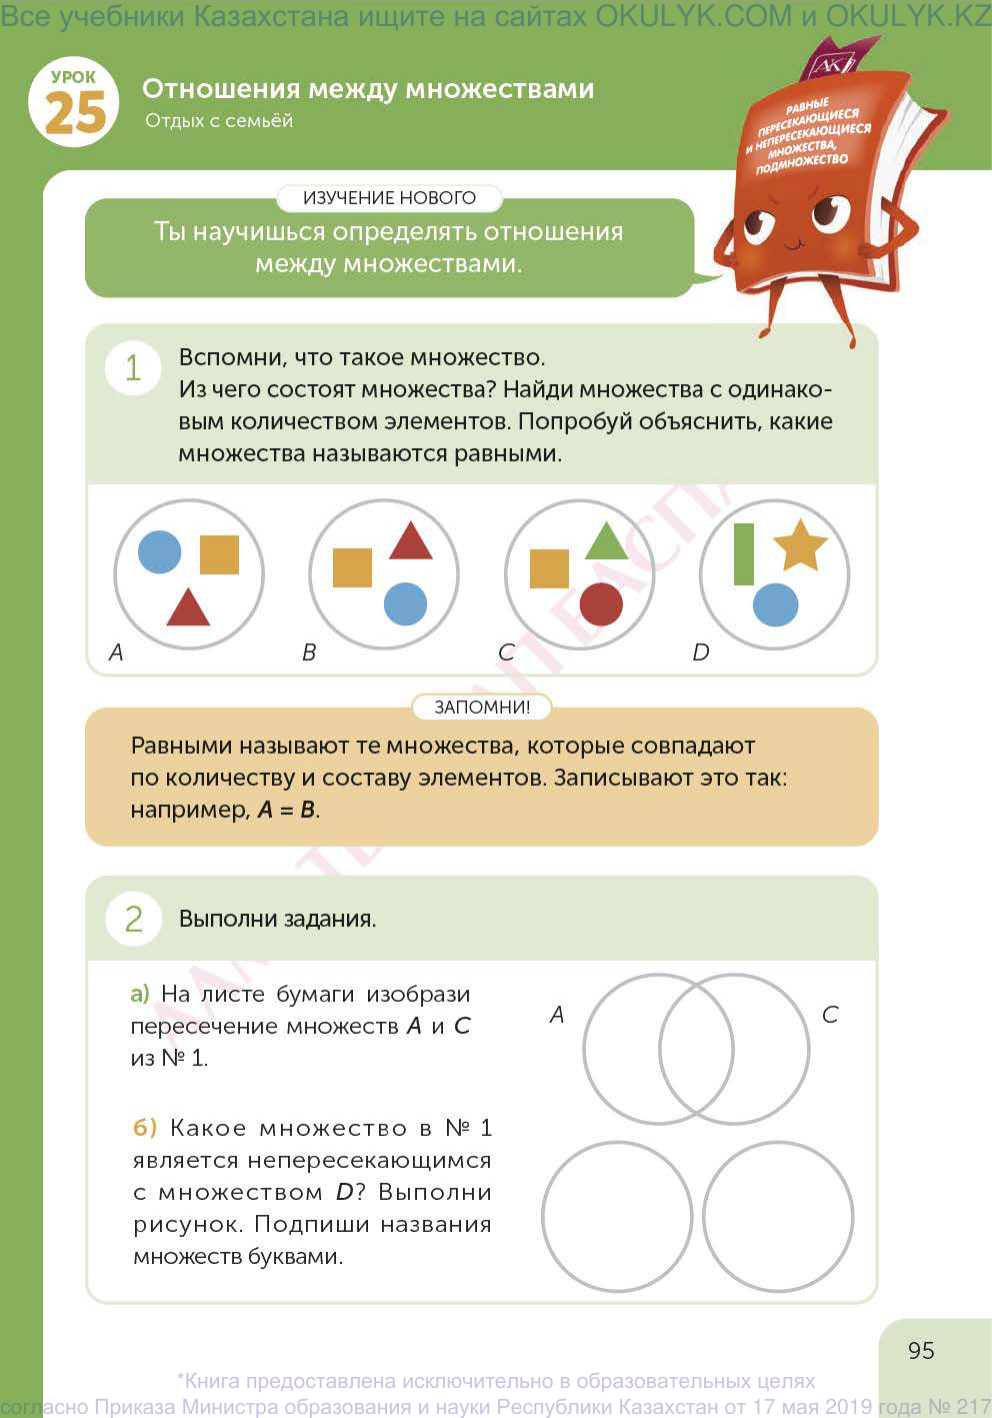 Все учебники Казахстана ищите на сайтах OKULYK.COM и OKULYK.KZ
УРОК
25
Отношения между множествами
Отдых с семьёй
АК
РАВНЫЕ
ПЕРЕСЕКАЮЩИЕСЯ
И НЕПЕРЕСЕКАЮЩИЕСЯ
МНОЖЕСТВА,
ПОДМНОЖЕСТВО
ИЗУЧЕНИЕ НОВОГО
Ты научишься определять отношения
между множествами.
1
Вспомни, что такое множество.
Из чего состоят множества? Найди множества с одинако-
вым количеством элементов. Попробуй объяснить, какие
множества называются равными.
A B C D
ЗАПОМНИ!
Равными называют те множества, которые совпадают
по количеству и составу элементов. Записывают это так:
например, A = B.
2
Выполни задания.
а) На листе бумаги изобрази
пересечение множеств A и C
из № 1.
A C
б) Какое множество в № 1
является непересекающимся
с множеством D? Выполни
рисунок. Подпиши названия
множеств буквами.
95
*Книга предоставлена исключительно в образовательных целях
согласно Приказа Министра образования и науки Республики Казахстан от 17 мая 2019 года № 217